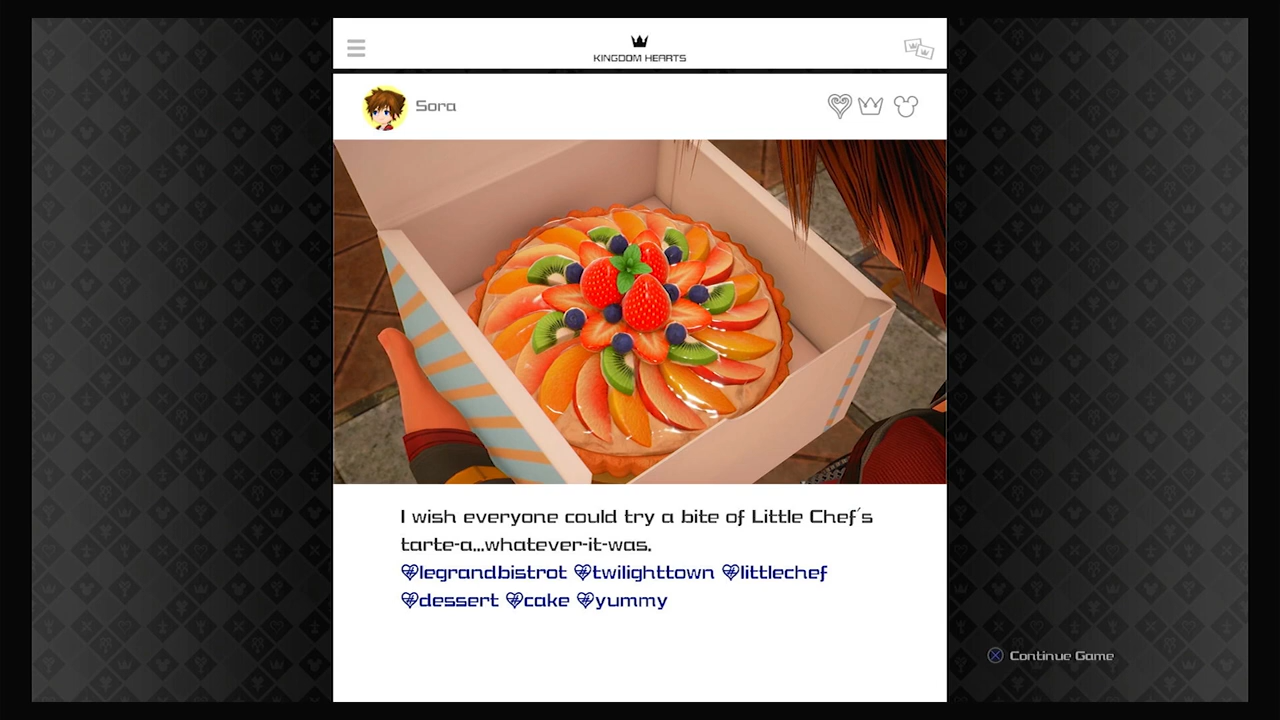 KINGDOM HEARTS
Sora
I wish everyone could try a bite of Little Chef's
tarte-a...whatever-it-was.
#legrandbistrot #twilighttown #littlechef
#dessert #cake #yummy
Continue Game